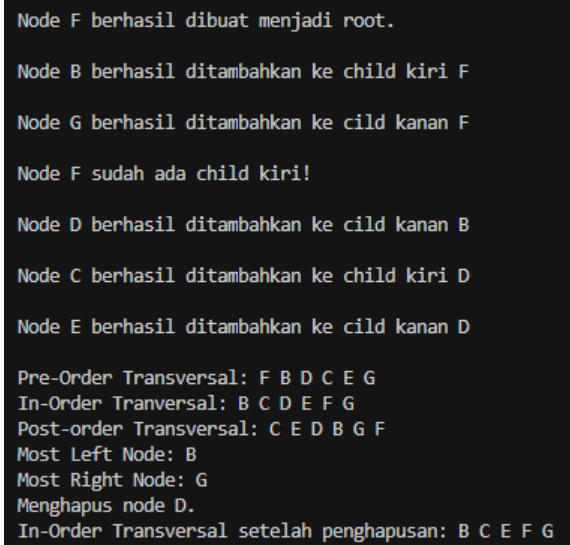 Node F berhasil dibuat menjadi root.
Node B berhasil ditambahkan ke child kiri F
Node G berhasil ditambahkan ke cild kanan F
Node F sudah ada child kiri!
Node D berhasil ditambahkan ke cild kanan B
Node C berhasil ditambahkan ke child kiri D
Node E berhasil ditambahkan ke cild kanan D
Pre-Order Transversal: F B D C E G
In-Order Tranversal: B C D E F G
Post-order Transversal: C E D B G F
Most Left Node: B
Most Right Node: G
Menghapus node D.
In-Order Transversal setelah penghapusan: B C E F G